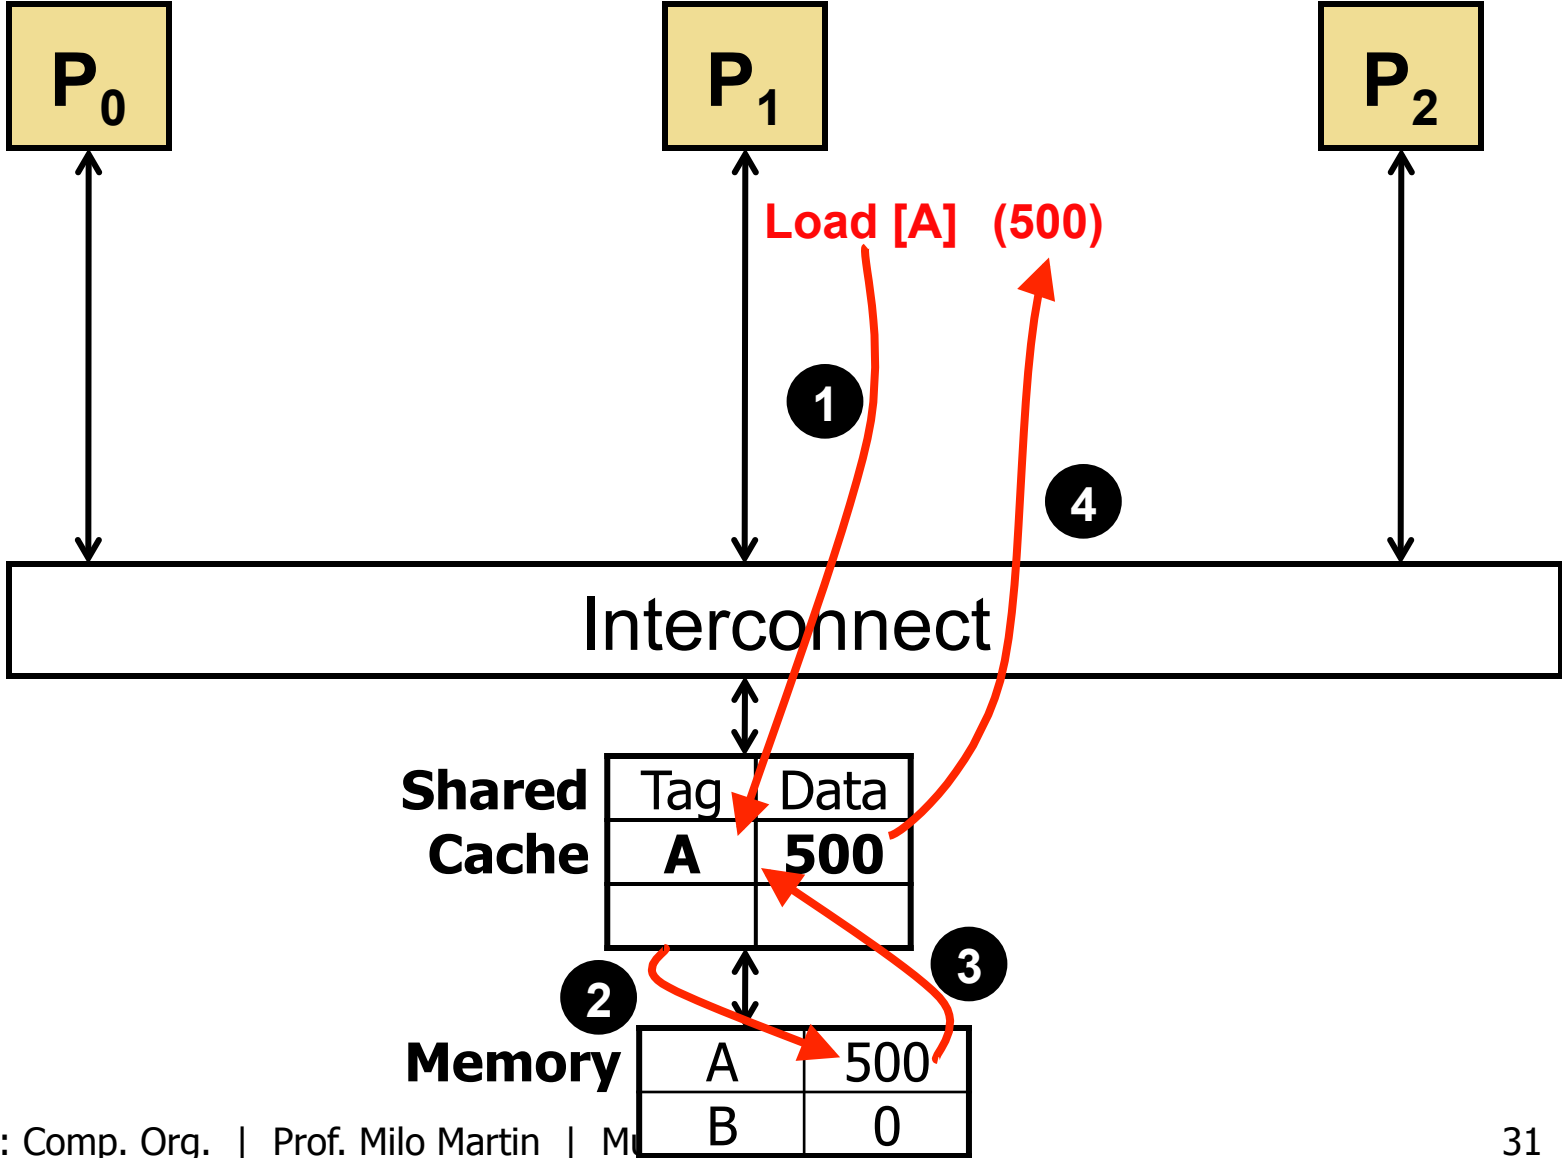 P0 P1 P2
Load [A] (500)
1
4
Interconnect
Shared Tag Data
Cache A 500
2 3
Memory A 500
B 0
: Comp. Org. | Prof. Milo Martin | 31